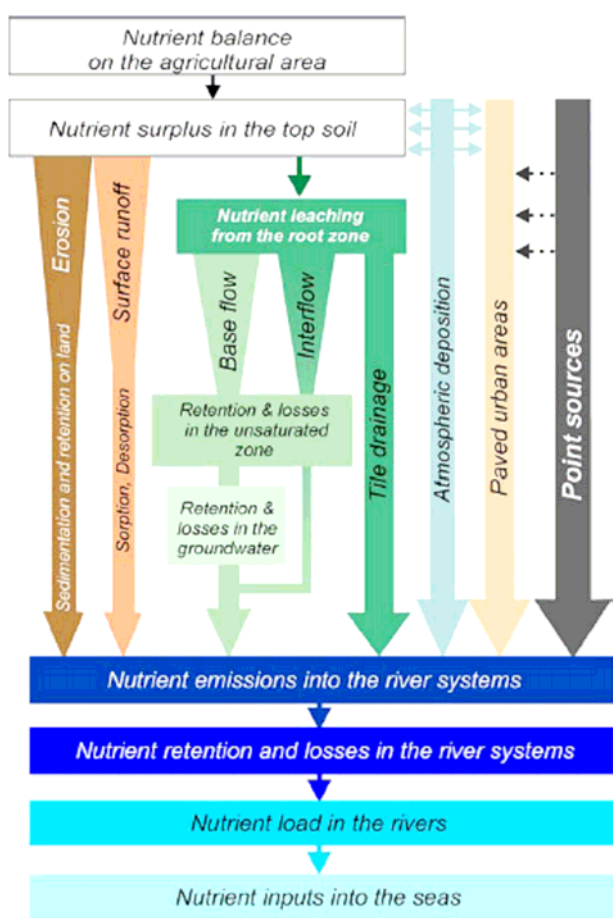 Nutrient balance
on the agricultural area
Nutrient surplus in the top soil
Erosion
Sedimentation and retention on land
Surface runoff
Sorption, Desorption
Nutrient leaching
from the root zone
Base flow
Interflow
Retention & losses
in the unsaturated
zone
Retention &
losses in the
groundwater
Tile drainage
Atmospheric deposition
Paved urban areas
Point sources
Nutrient emissions into the river systems
Nutrient retention and losses in the river systems
Nutrient load in the rivers
Nutrient inputs into the seas